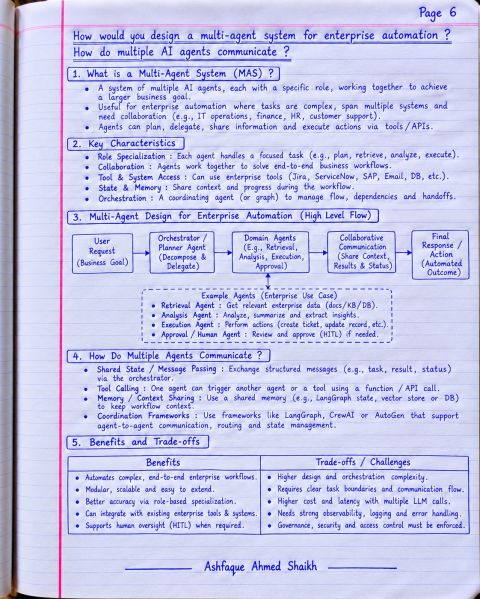 Page 6
How would you design a multi-agent system for enterprise automation ?
How do multiple AI agents communicate ?
1. What is a Multi-Agent System (MAS) ?
• A system of multiple AI agents, each with a specific role, working together to achieve
a larger business goal.
• Useful for enterprise automation where tasks are complex, span multiple systems and
need collaboration (e.g., IT operations, finance, HR, customer support).
• Agents can plan, delegate, share information and execute actions via tools / APIs.
2. Key Characteristics
• Role Specialization : Each agent handles a focused task (e.g., plan, retrieve, analyze, execute).
• Collaboration : Agents work together to solve end-to-end business workflows.
• Tool & System Access : Can use enterprise tools (Jira, ServiceNow, SAP, Email, DB, etc.).
• State & Memory : Share context and progress during the workflow.
• Orchestration : A coordinating agent (or graph) to manage flow, dependencies and handoffs.
3. Multi-Agent Design for Enterprise Automation (High Level Flow)
User
Request
(Business Goal)
Orchestrator /
Planner Agent
(Decompose &
Delegate)
Domain Agents
(E.g., Retrieval,
Analysis, Execution,
Approval)
Collaborative
Communication
(Share Context,
Results & Status)
Final
Response /
Action
(Automated
Outcome)
Example Agents (Enterprise Use Case)
• Retrieval Agent : Get relevant enterprise data (docs/KB/DB).
• Analysis Agent : Analyze, summarize and extract insights.
• Execution Agent : Perform actions (create ticket, update record, etc.).
• Approval / Human Agent : Review and approve (HITL) if needed.
4. How Do Multiple Agents Communicate ?
• Shared State / Message Passing : Exchange structured messages (e.g., task, result, status)
via the orchestrator.
• Tool Calling : One agent can trigger another agent or a tool using a function / API call.
• Memory / Context Sharing : Use a shared memory (e.g., LangGraph state, vector store or DB)
to keep workflow context.
• Coordination Frameworks : Use frameworks like LangGraph, CrewAI or AutoGen that support
agent-to-agent communication, routing and state management.
5. Benefits and Trade-offs
Benefits
• Automates complex, end-to-end enterprise workflows.
• Modular, scalable and easy to extend.
• Better accuracy via role-based specialization.
• Can integrate with existing enterprise tools & systems.
• Supports human oversight (HITL) when required.
Trade-offs / Challenges
• Higher design and orchestration complexity.
• Requires clear task boundaries and communication flow.
• Higher cost and latency with multiple LLM calls.
• Needs strong observability, logging and error handling.
• Governance, security and access control must be enforced.
Ashfaque Ahmed Shaikh